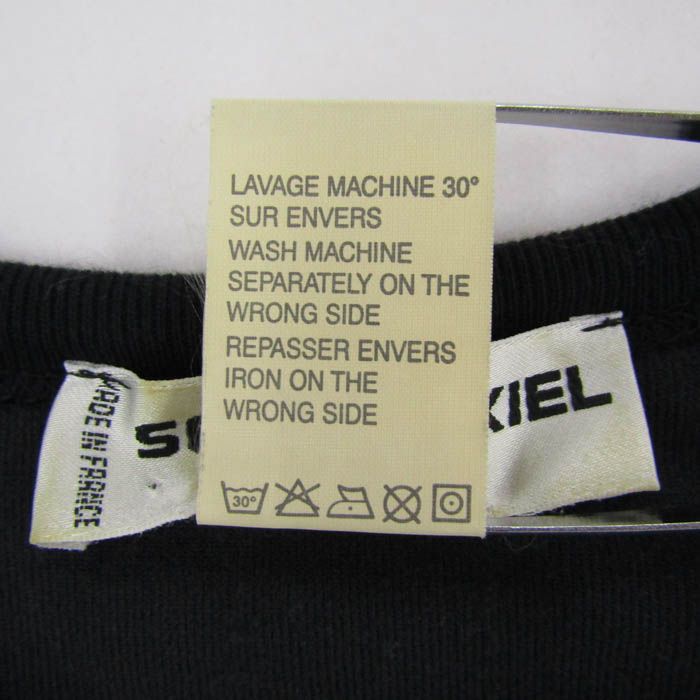 LAVAGE MACHINE 30°
SUR ENVERS
WASH MACHINE
SEPARATELY ON THE
WRONG SIDE
REPASSER ENVERS
IRON ON THE
WRONG SIDE
30°
MADE IN FRANCE